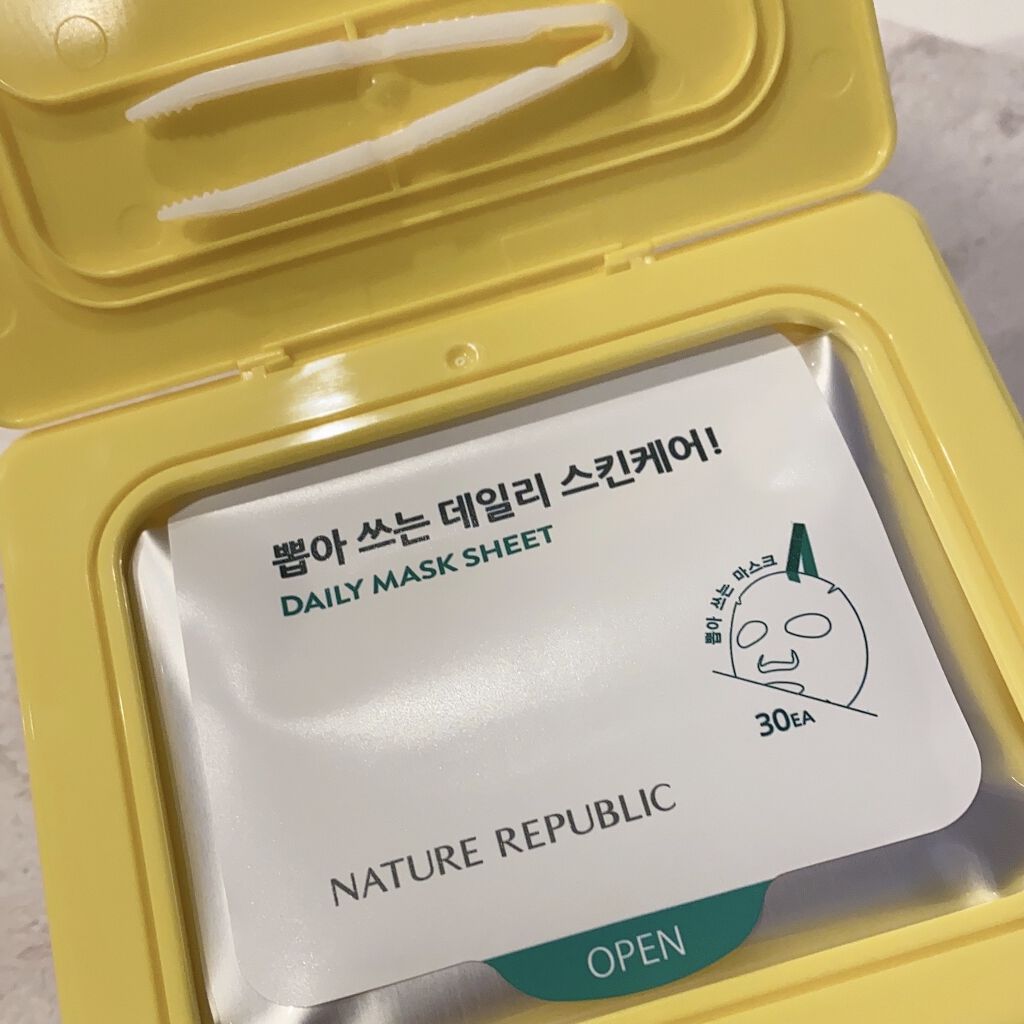 뽑아 쓰는 데일리 스킨케어!
DAILY MASK SHEET
뽑아 쓰는 마스크
30EA
NATURE REPUBLIC
OPEN